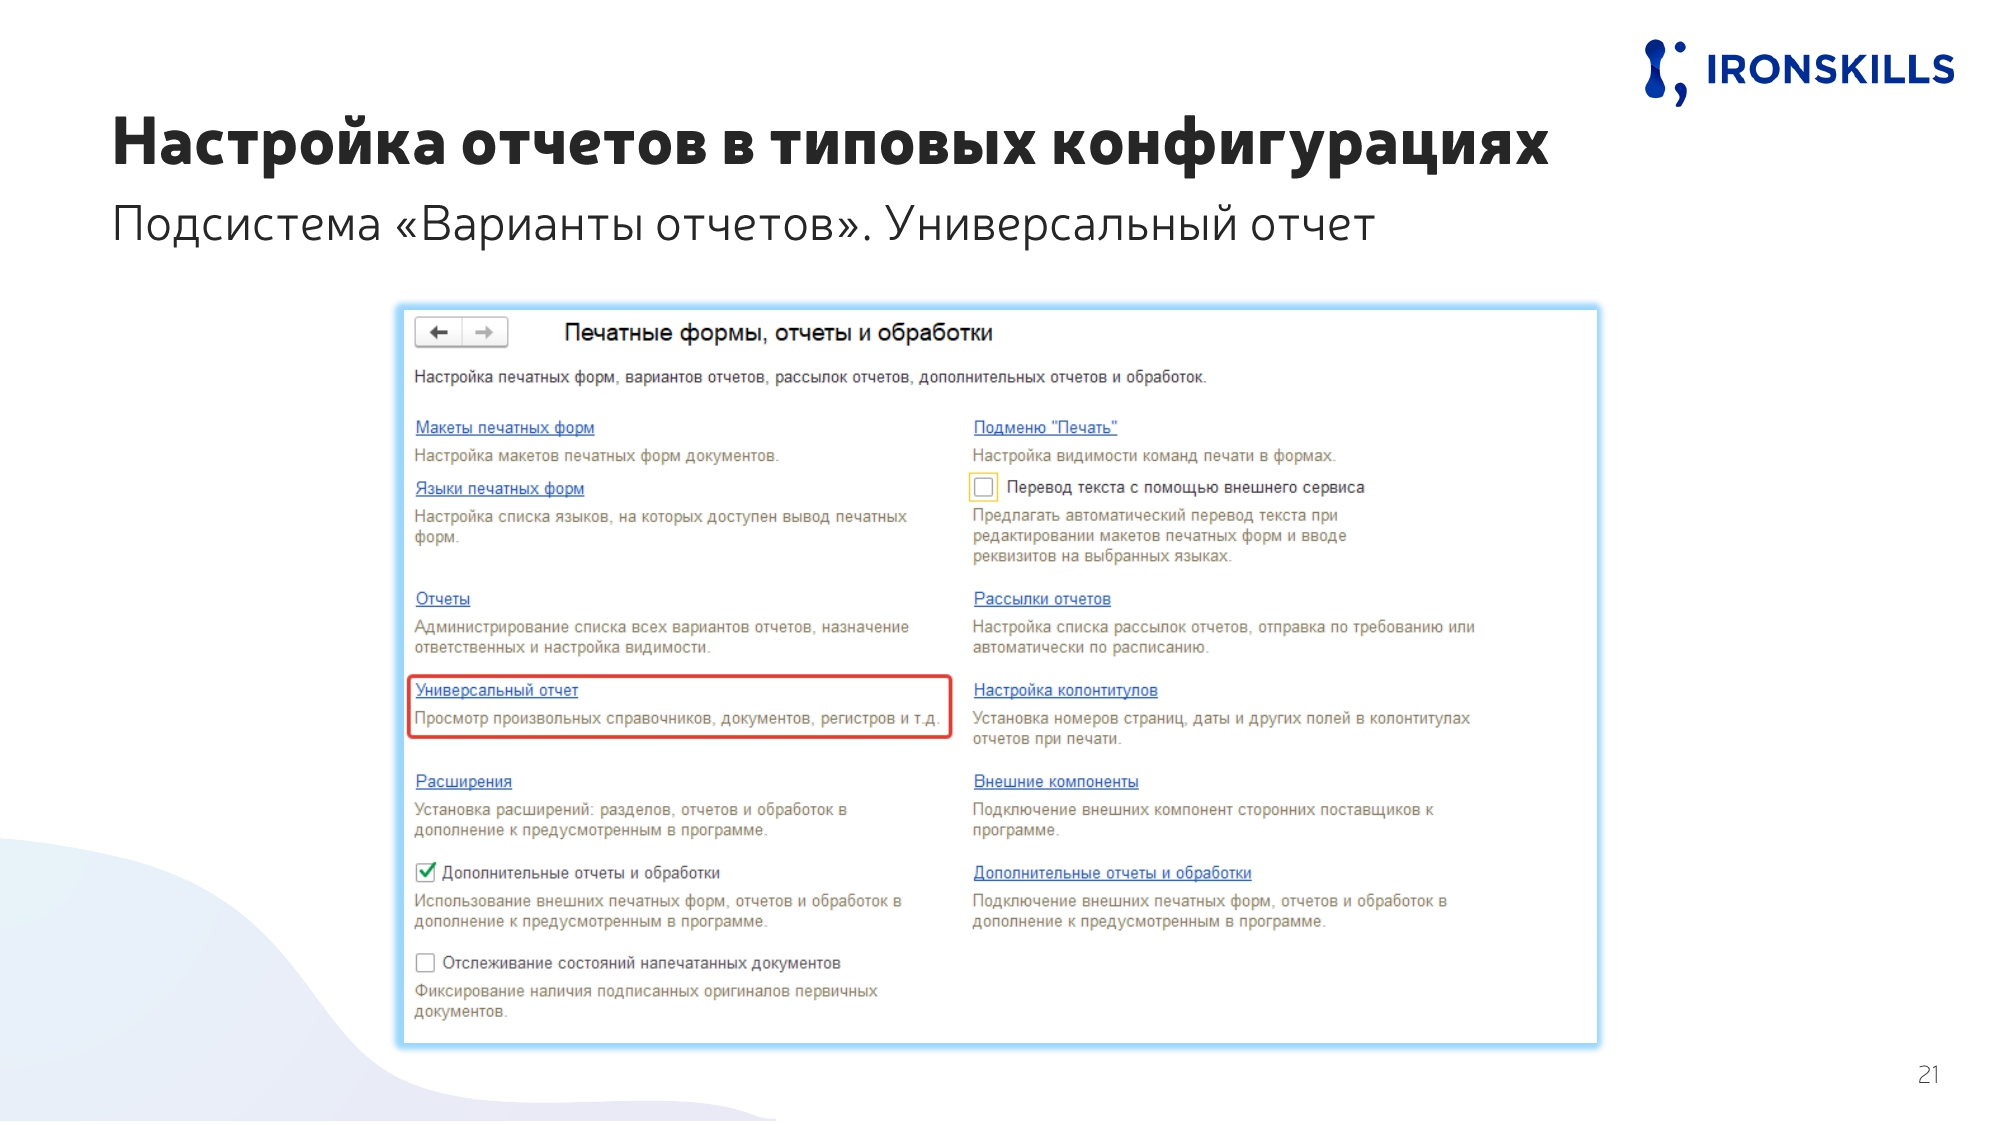 IRONSKILLS
Настройка отчетов в типовых конфигурациях
Подсистема «Варианты отчетов». Универсальный отчет
Печатные формы, отчеты и обработки
Настройка печатных форм, вариантов отчетов, рассылок отчетов, дополнительных отчетов и обработок.
Макеты печатных форм
Настройка макетов печатных форм документов.
Языки печатных форм
Настройка списка языков, на которых доступен вывод печатных
форм.
Отчеты
Администрирование списка всех вариантов отчетов, назначение
ответственных и настройка видимости.
Универсальный отчет
Просмотр произвольных справочников, документов, регистров и т.д.
Расширения
Установка расширений: разделов, отчетов и обработок в
дополнение к предусмотренным в программе.
Дополнительные отчеты и обработки
Использование внешних печатных форм, отчетов и обработок в
дополнение к предусмотренным в программе.
Отслеживание состояний напечатанных документов
Фиксирование наличия подписанных оригиналов первичных
документов.
Подменю "Печать"
Настройка видимости команд печати в формах.
Перевод текста с помощью внешнего сервиса
Предлагать автоматический перевод текста при
редактировании макетов печатных форм и вводе
реквизитов на выбранных языках.
Рассылки отчетов
Настройка списка рассылок отчетов, отправка по требованию или
автоматически по расписанию.
Настройка колонтитулов
Установка номеров страниц, даты и других полей в колонтитулах
отчетов при печати.
Внешние компоненты
Подключение внешних компонент сторонних поставщиков к
программе.
Дополнительные отчеты и обработки
Подключение внешних печатных форм, отчетов и обработок в
дополнение к предусмотренным в программе.
21